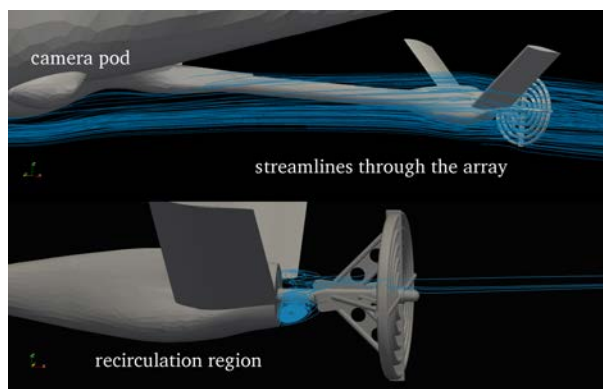 camera pod
streamlines through the array
recirculation region